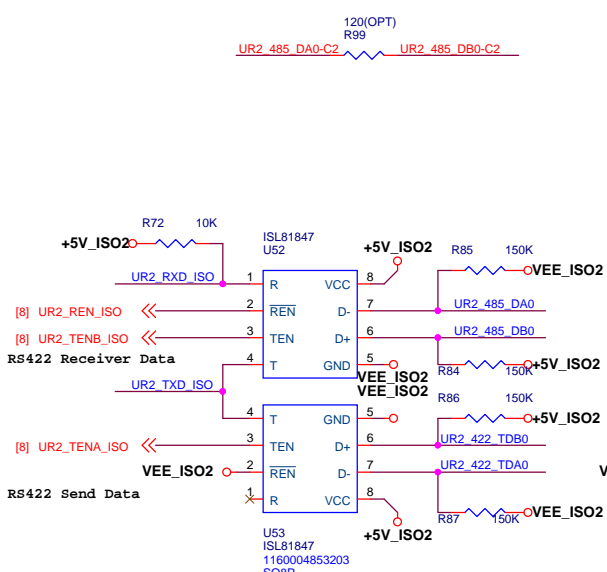 120(OPT)
R99
UR2_485_DA0-C2
UR2_485_DB0-C2
R72
10K
+5V_ISO2
ISL81847
U52
+5V_ISO2
R85
150K
VEE_ISO2
UR2_RXD_ISO
1
R
VCC
8
[8]
UR2_REN_ISO
2
REN
D-
7
UR2_485_DA0
[8]
UR2_TENB_ISO
3
TEN
D+
6
UR2_485_DB0
RS422 Receiver Data
4
T
GND
5
R84
150K
+5V_ISO2
VEE_ISO2
VEE_ISO2
UR2_TXD_ISO
R86
150K
+5V_ISO2
4
T
GND
5
[8]
UR2_TENA_ISO
3
TEN
D+
6
UR2_422_TDB0
VEE_ISO2
2
REN
D-
7
UR2_422_TDA0
V
RS422 Send Data
1
R
VCC
8
R87
150K
VEE_ISO2
+5V_ISO2
U53
ISL81847
1160004853203